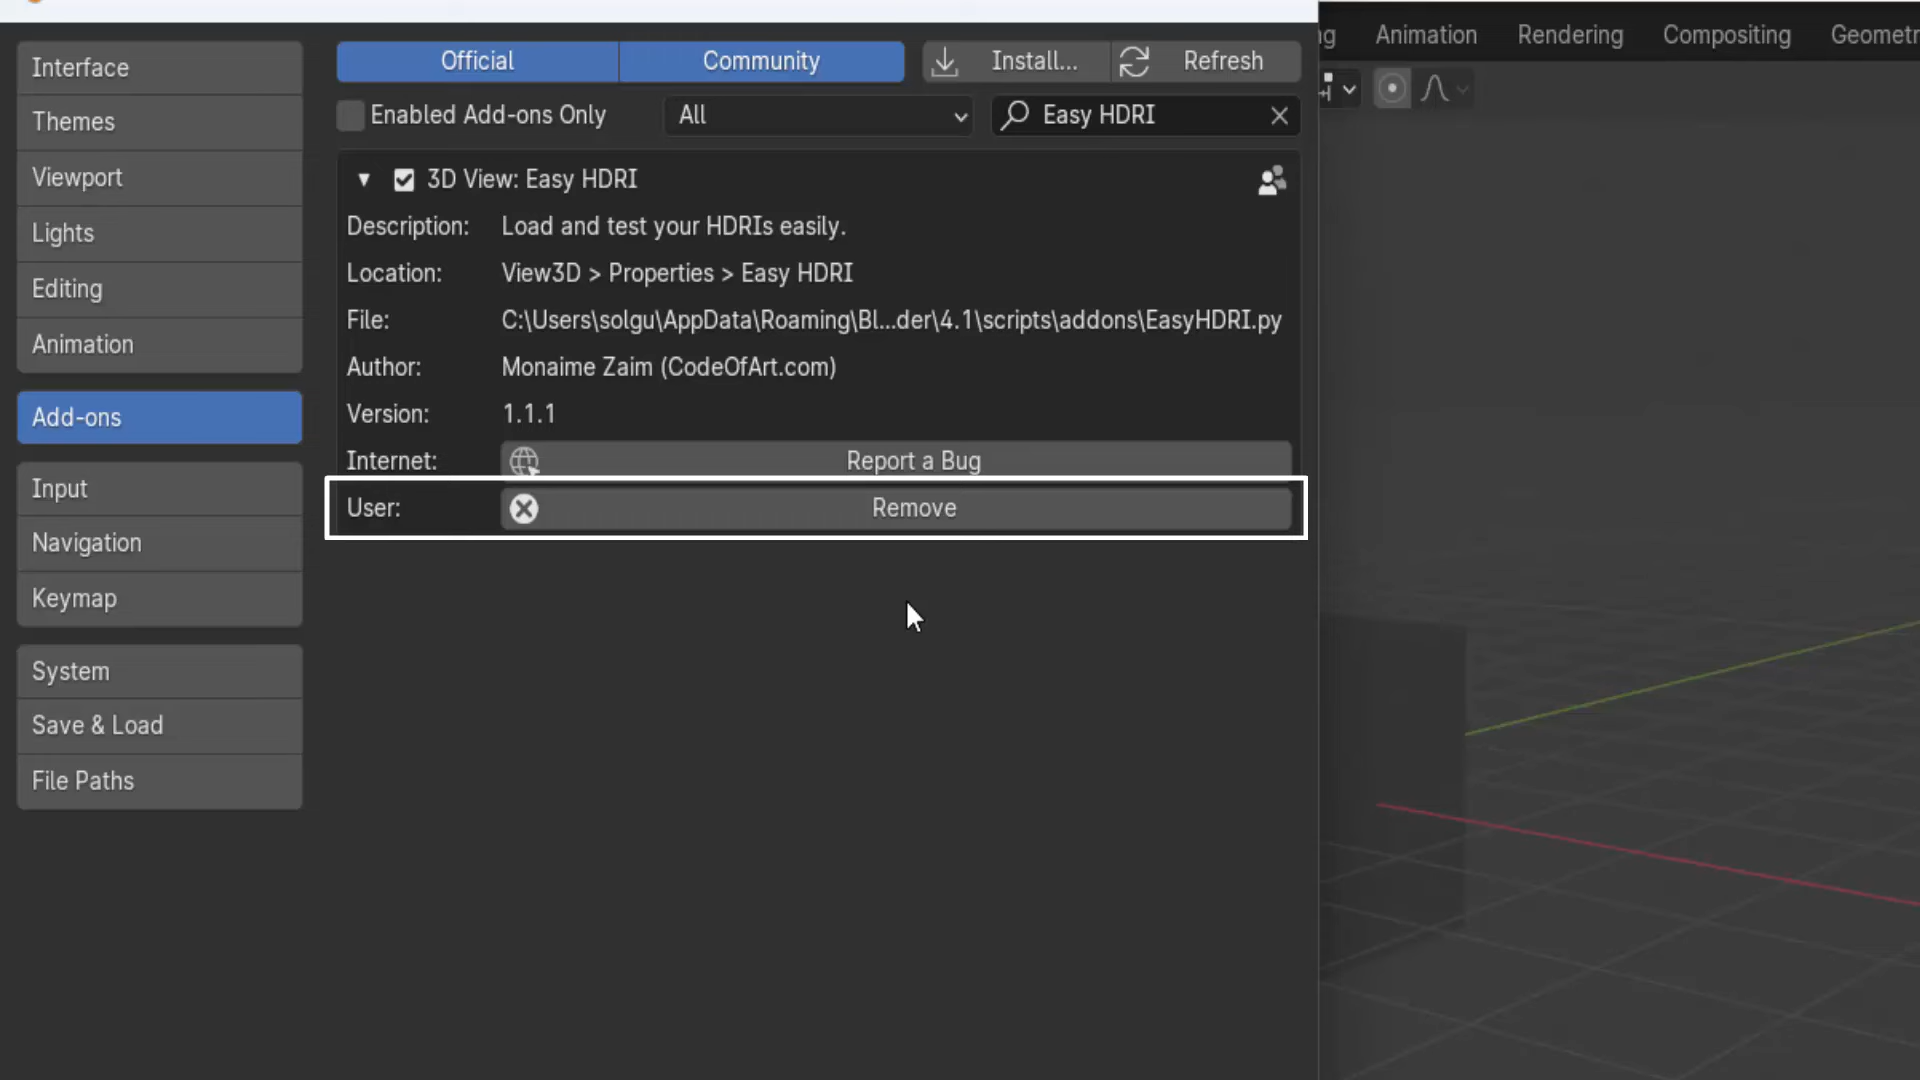 Interface
Themes
Viewport
Lights
Editing
Animation
Add-ons
Input
Navigation
Keymap
System
Save & Load
File Paths
Official
Community
Install...
Refresh
Enabled Add-ons Only
All
Easy HDRI
3D View: Easy HDRI
Description: Load and test your HDRIs easily.
Location: View3D > Properties > Easy HDRI
File: C:\Users\solgu\AppData\Roaming\Bl...der\4.1\scripts\addons\EasyHDRI.py
Author: Monaime Zaim (CodeOfArt.com)
Version: 1.1.1
Internet: Report a Bug
User: Remove
Animation
Rendering
Compositing